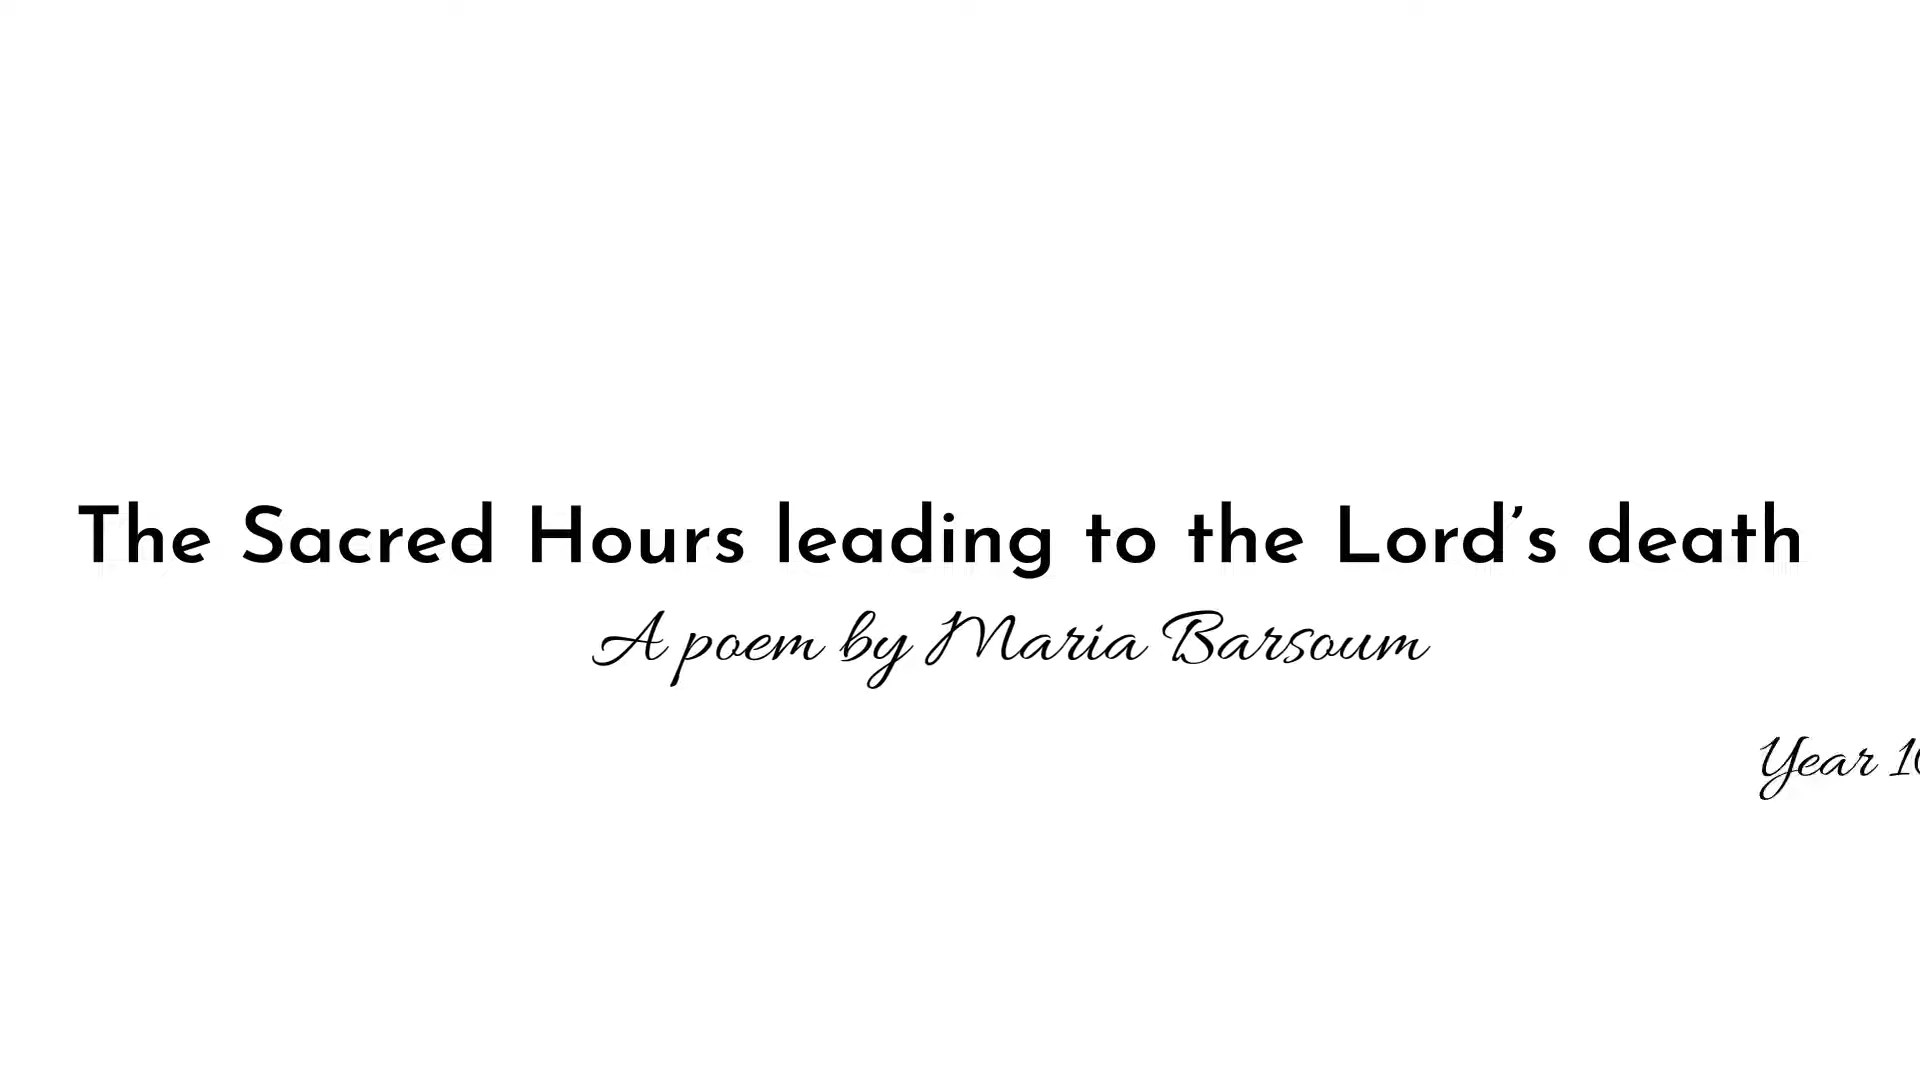 The Sacred Hours leading to the Lord’s death
A poem by Maria Barsoum
Year